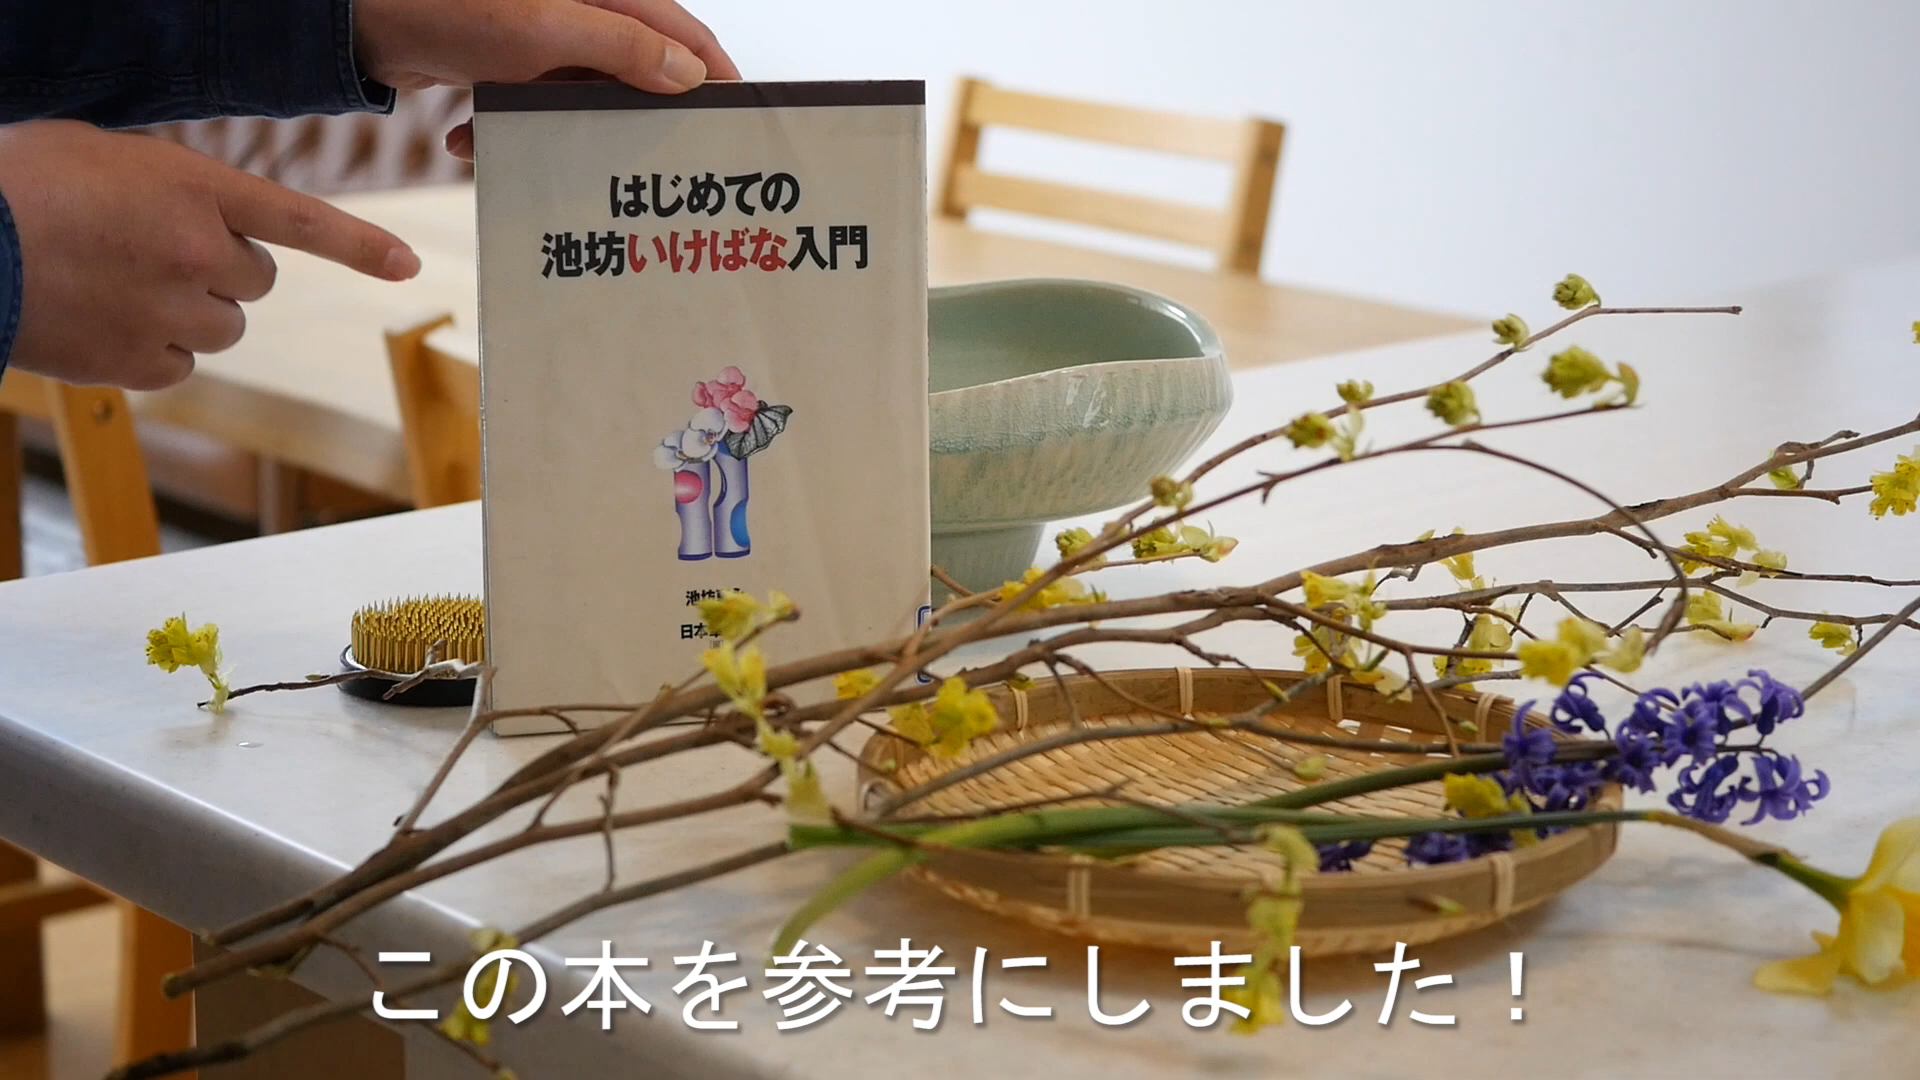 はじめての
池坊いけばな入門
この本を参考にしました！